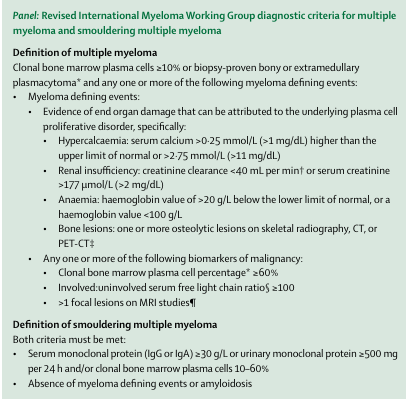 Panel: Revised International Myeloma Working Group diagnostic criteria for multiple
myeloma and smouldering multiple myeloma
Definition of multiple myeloma
Clonal bone marrow plasma cells ≥10% or biopsy-proven bony or extramedullary
plasmacytoma* and any one or more of the following myeloma defining events:
• Myeloma defining events:
• Evidence of end organ damage that can be attributed to the underlying plasma cell
proliferative disorder, specifically:
• Hypercalcaemia: serum calcium >0·25 mmol/L (>1 mg/dL) higher than the
upper limit of normal or >2·75 mmol/L (>11 mg/dL)
• Renal insufficiency: creatinine clearance <40 mL per min† or serum creatinine
>177 μmol/L (>2 mg/dL)
• Anaemia: haemoglobin value of >20 g/L below the lower limit of normal, or a
haemoglobin value <100 g/L
• Bone lesions: one or more osteolytic lesions on skeletal radiography, CT, or
PET-CT‡
• Any one or more of the following biomarkers of malignancy:
• Clonal bone marrow plasma cell percentage* ≥60%
• Involved:uninvolved serum free light chain ratio§ ≥100
• >1 focal lesions on MRI studies¶
Definition of smouldering multiple myeloma
Both criteria must be met:
• Serum monoclonal protein (IgG or IgA) ≥30 g/L or urinary monoclonal protein ≥500 mg
per 24 h and/or clonal bone marrow plasma cells 10–60%
• Absence of myeloma defining events or amyloidosis